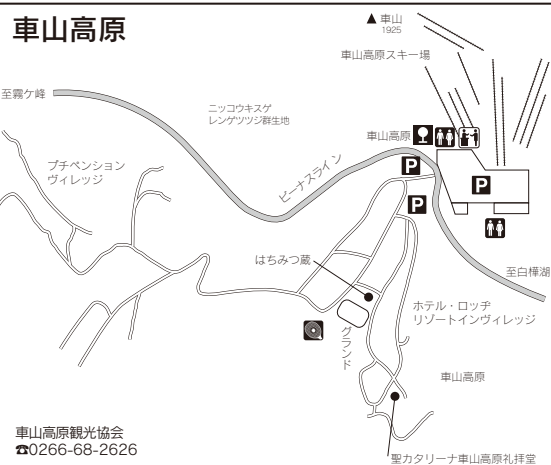 車山高原
▲ 車山
1925
車山高原スキー場
至霧ケ峰
ニッコウキスゲ
レンゲツツジ群生地
車山高原
プチペンション
ヴィレッジ
ビーナスライン
P
P
P
はちみつ蔵
至白樺湖
ホテル・ロッヂ
リゾートインヴィレッジ
グランド
車山高原
車山高原観光協会
☎0266-68-2626
聖カタリーナ車山高原礼拝堂